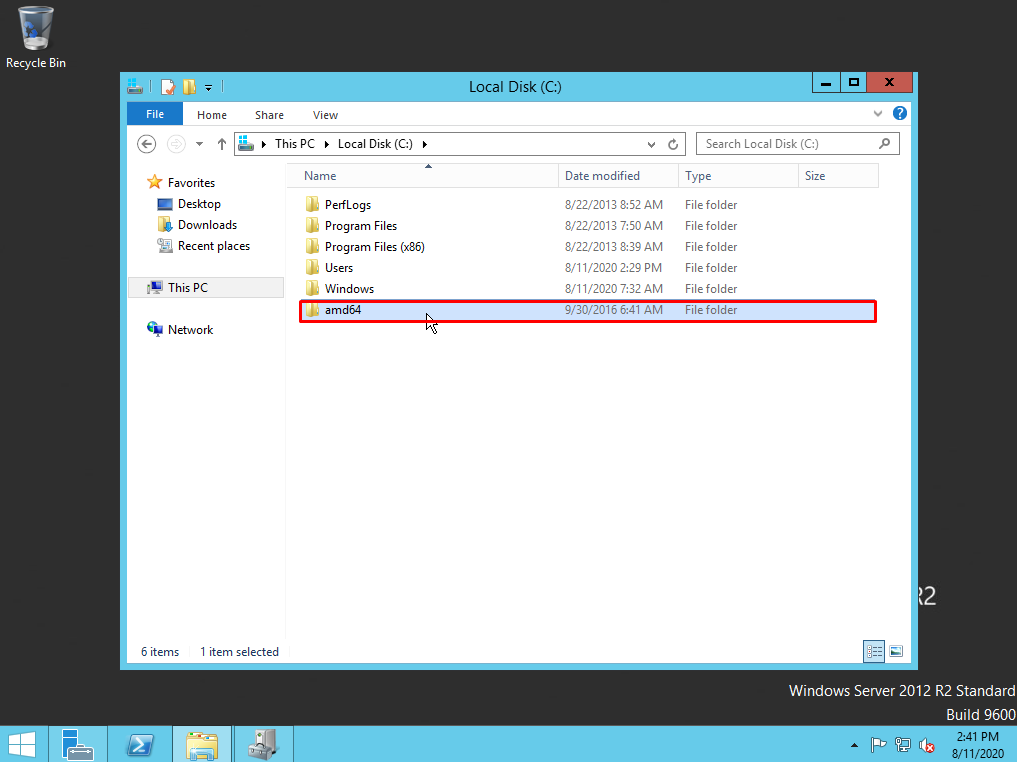 Recycle Bin
Local Disk (C:)
File Home Share View
This PC Local Disk (C:) Search Local Disk (C:)
Name Date modified Type Size
Favorites
Desktop
Downloads
Recent places
This PC
Network
PerfLogs 8/22/2013 8:52 AM File folder
Program Files 8/22/2013 7:50 AM File folder
Program Files (x86) 8/22/2013 8:39 AM File folder
Users 8/11/2020 2:29 PM File folder
Windows 8/11/2020 7:32 AM File folder
amd64 9/30/2016 6:41 AM File folder
R2
6 items 1 item selected
Windows Server 2012 R2 Standard
Build 9600
2:41 PM
8/11/2020